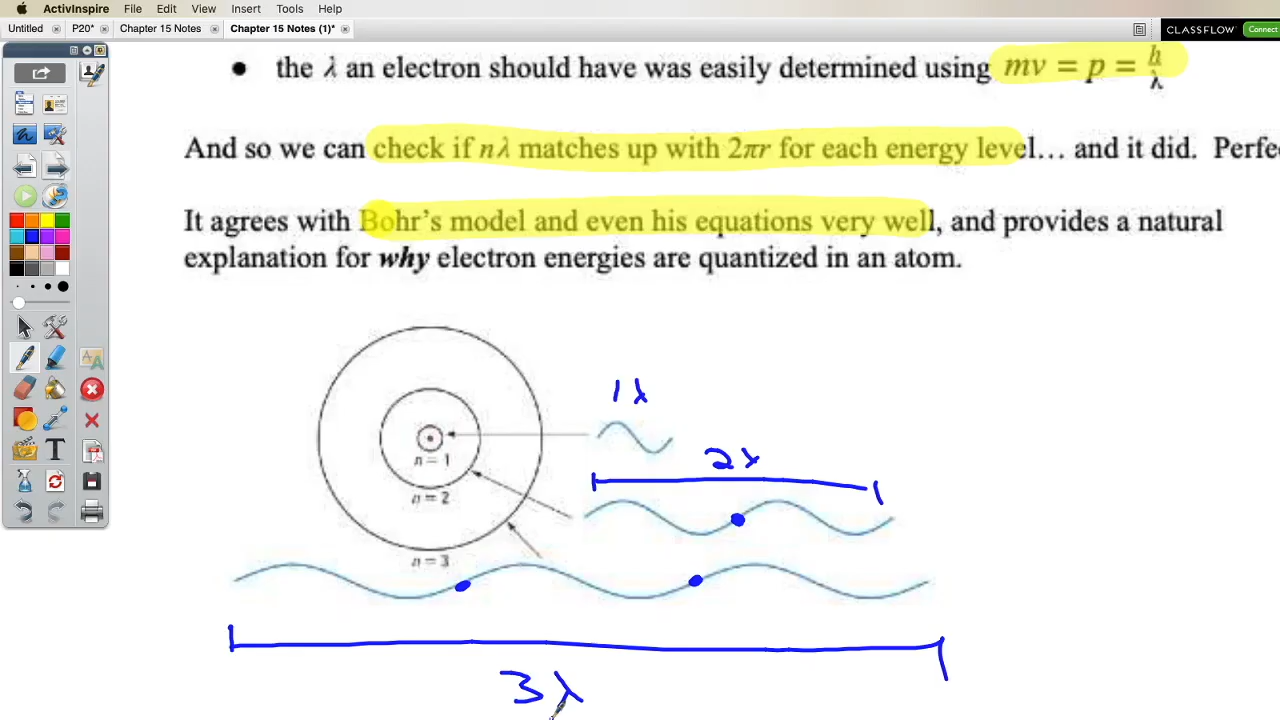 ActivInspire File Edit View Insert Tools Help
Untitled P20* Chapter 15 Notes Chapter 15 Notes (1)*
CLASSFLOW Connect
• the λ an electron should have was easily determined using mv = p = h/λ
And so we can check if nλ matches up with 2πr for each energy level… and it did. Perfe
It agrees with Bohr's model and even his equations very well, and provides a natural
explanation for why electron energies are quantized in an atom.
1λ
n = 1
2λ
n = 2
n = 3
3λ